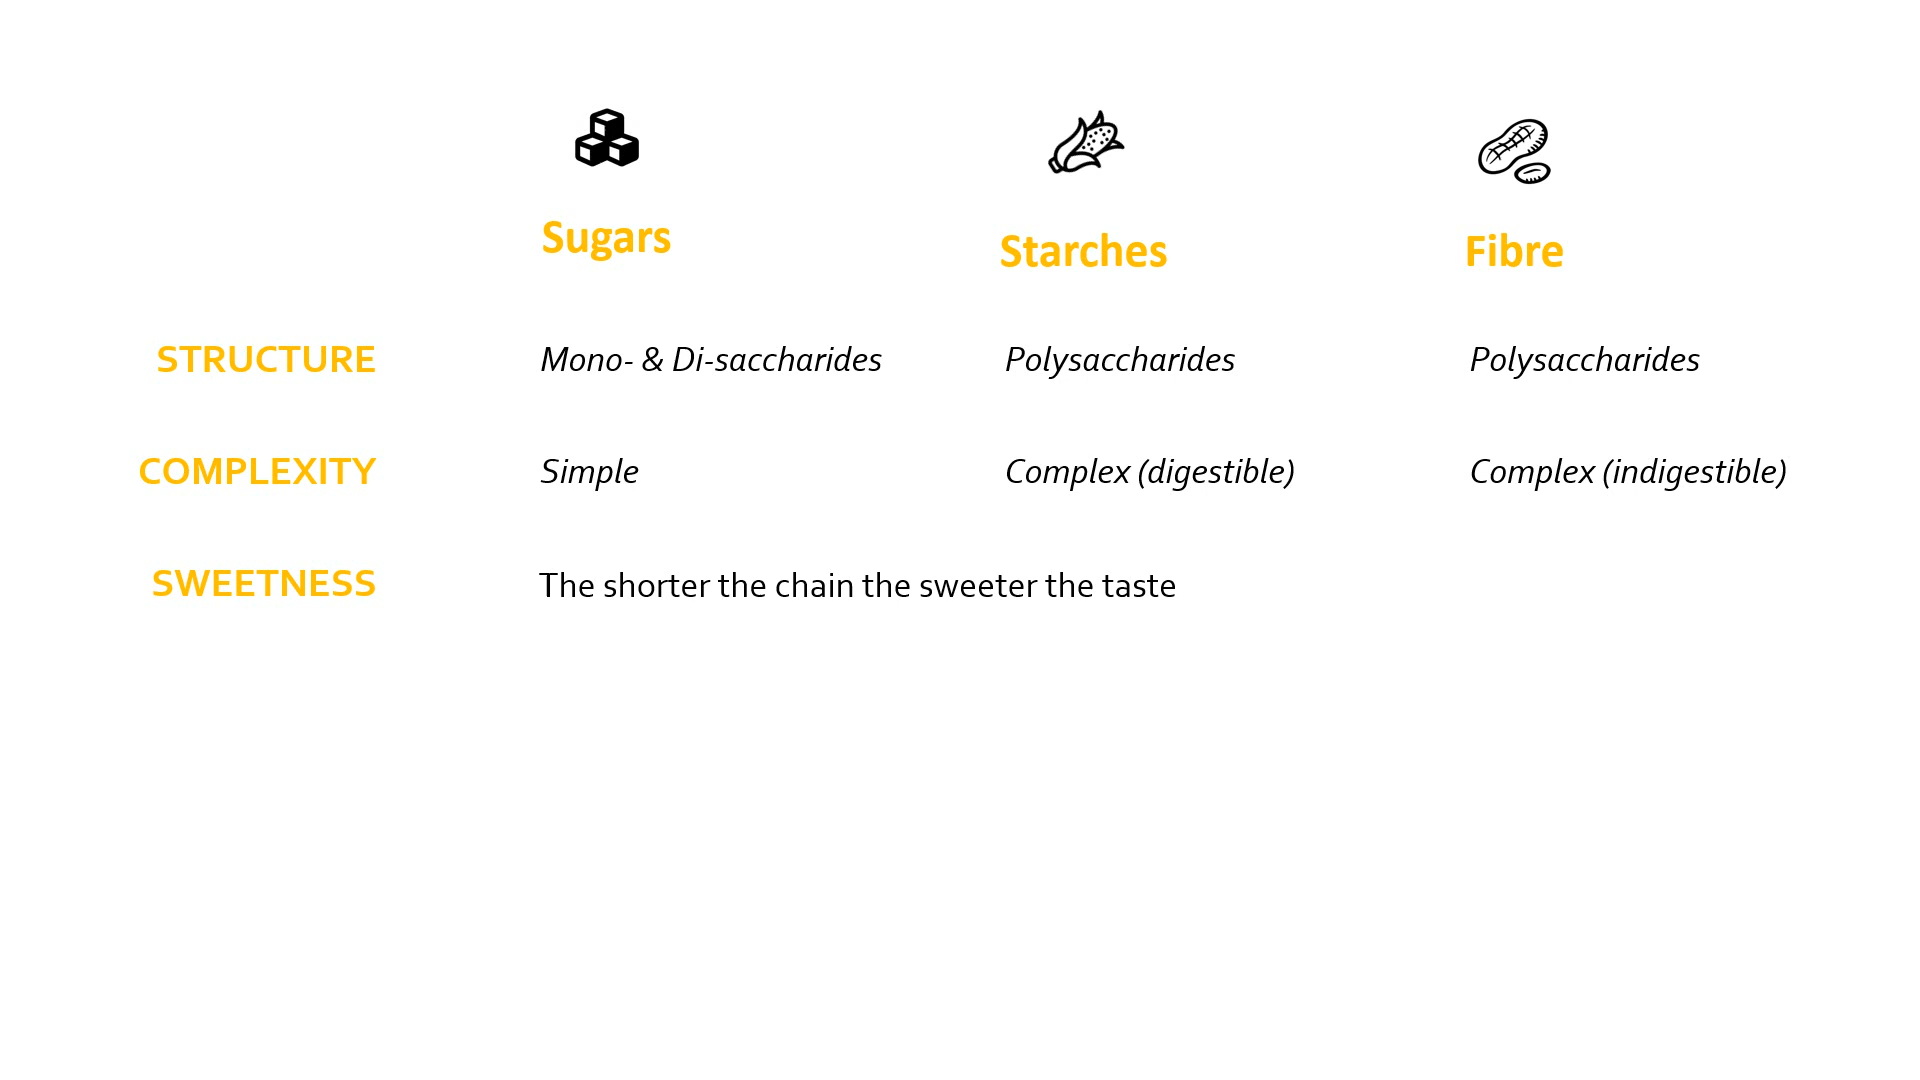 Sugars
Starches
Fibre
STRUCTURE
Mono- & Di-saccharides
Polysaccharides
Polysaccharides
COMPLEXITY
Simple
Complex (digestible)
Complex (indigestible)
SWEETNESS
The shorter the chain the sweeter the taste